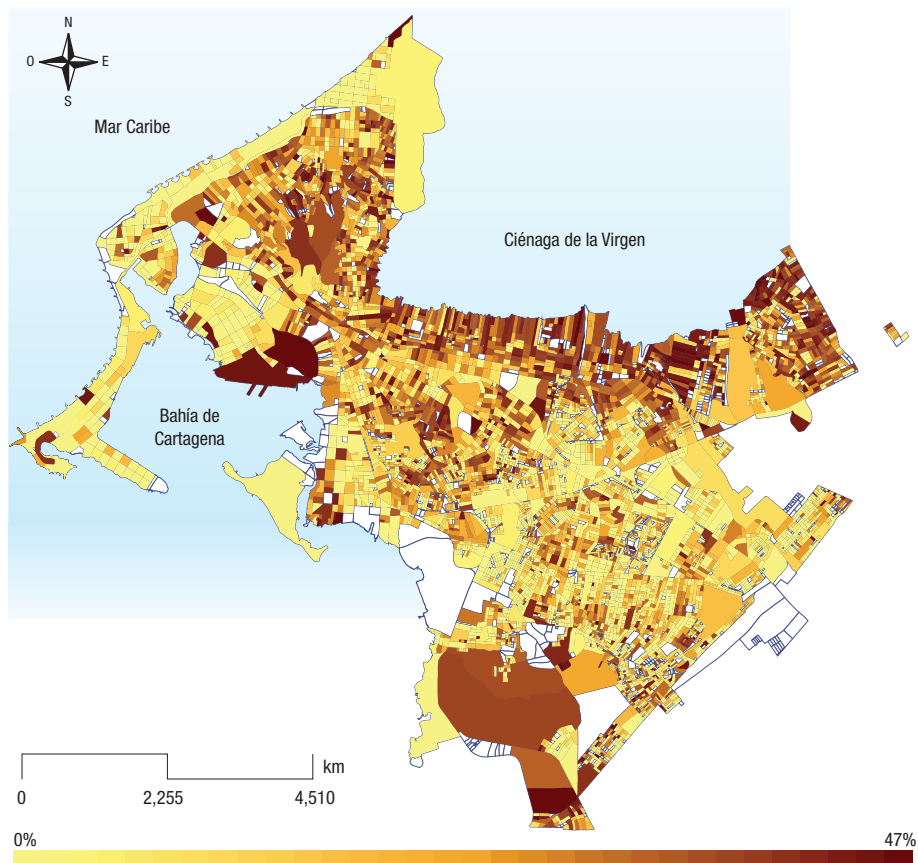 N
O E
S
Mar Caribe
Ciénaga de la Virgen
Bahía de
Cartagena
km
0 2,255 4,510
0% 47%